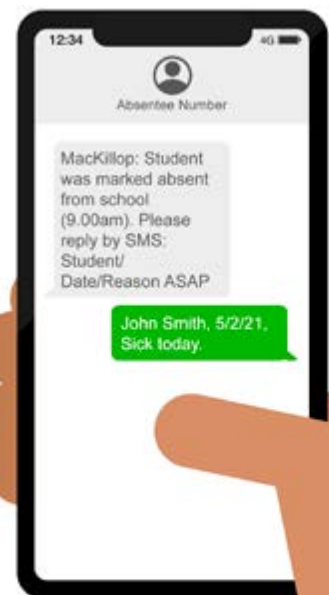 12:34 4G
Absentee Number
MacKillop: Student
was marked absent
from school
(9.00am). Please
reply by SMS:
Student/
Date/Reason ASAP
John Smith, 5/2/21,
Sick today.